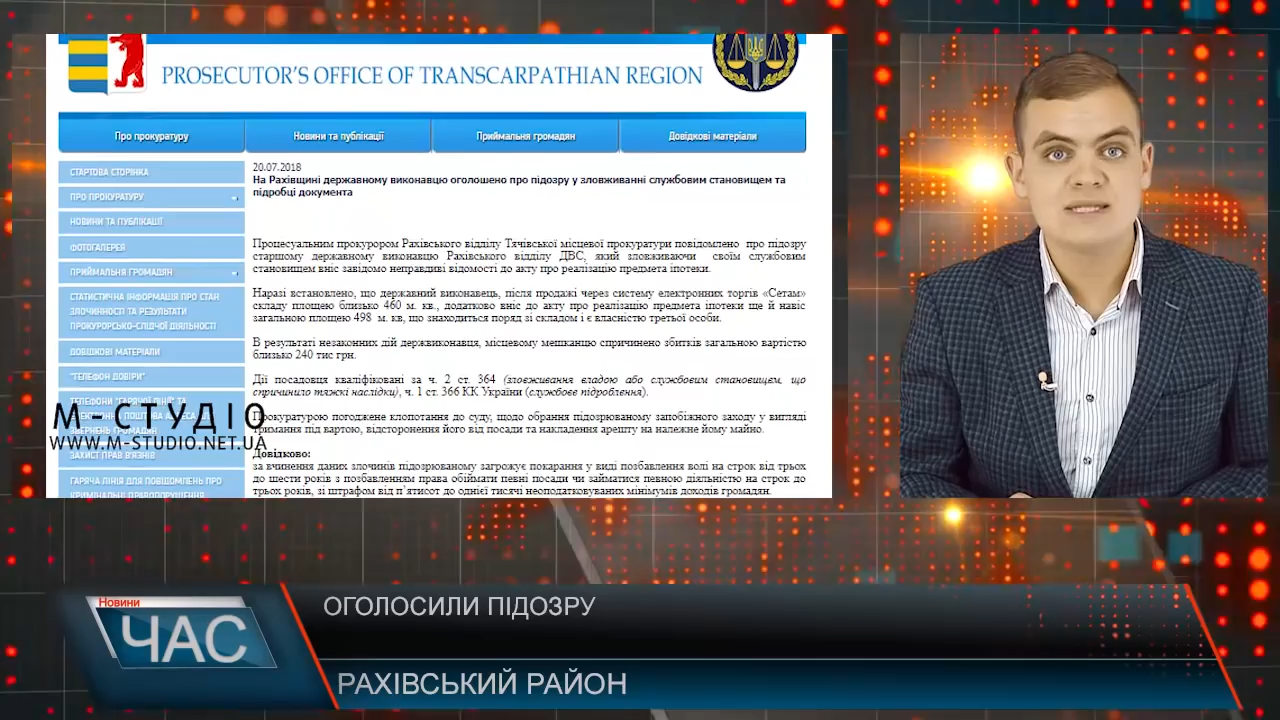 PROSECUTOR'S OFFICE OF TRANSCARPATHIAN REGION
Про прокуратуру
Новини та публікації
Приймальня громадян
Довідкові матеріали
СТАРТОВА СТОРІНКА
ПРО ПРОКУРАТУРУ
НОВИНИ ТА ПУБЛІКАЦІЇ
ФОТОГАЛЕРЕЯ
ПРИЙМАЛЬНЯ ГРОМАДЯН
СТАТИСТИЧНА ІНФОРМАЦІЯ ПРО СТАН
ЗЛОЧИННОСТІ ТА РЕЗУЛЬТАТИ
ПРОКУРОРСЬКО-СЛІДЧОЇ ДІЯЛЬНОСТІ
ДОВІДКОВІ МАТЕРІАЛИ
"ТЕЛЕФОН ДОВІРИ"
ТЕЛЕФОНИ "ГАРЯЧОЇ ЛІНІЇ" ТА
ЗВЕРНЕНЬ ГРОМАДЯН
ЗАХИСТ ПРАВ В'ЯЗНІВ
ГАРЯЧА ЛІНІЯ ДЛЯ ПОВІДОМЛЕНЬ ПРО
КРИМІНАЛЬНІ ПРАВОПОРУШЕННЯ
20.07.2018
На Рахівщині державному виконавцю оголошено про підозру у зловживанні службовим становищем та
підробці документа
Процесуальним прокурором Рахівського відділу Тячівської місцевої прокуратури повідомлено про підозру
старшому державному виконавцю Рахівського відділу ДВС, який зловживаючи своїм службовим
становищем вніс завідомо неправдиві відомості до акту про реалізацію предмета іпотеки.
Наразі встановлено, що державний виконавець, після продажі через систему електронних торгів «Сетам»
складу площею близько 460 м. кв., додатково вніс до акту про реалізацію предмета іпотеки ще й навіс
загальною площею 498 м. кв, що знаходиться поряд зі складом і є власністю третьої особи.
В результаті незаконних дій держвиконавця, місцевому мешканцю спричинено збитків загальною вартістю
близько 240 тис грн.
Дії посадовця кваліфіковані за ч. 2 ст. 364 (зловживання владою або службовим становищем, що
спричинило тяжкі наслідки), ч. 1 ст. 366 КК України (службове підроблення).
Прокуратурою погоджене клопотання до суду, щодо обрання підозрюваному запобіжного заходу у вигляді
тримання під вартою, відсторонення його від посади та накладення арешту на належне йому майно.
Довідково:
за вчинення даних злочинів підозрюваному загрожує покарання у виді позбавлення волі на строк від трьох
до шести років з позбавленням права обіймати певні посади чи займатися певною діяльністю на строк до
трьох років, зі штрафом від п'ятисот до однієї тисячі неоподатковуваних мінімумів доходів громадян.
М-СТУДІО
WWW.M-STUDIO.NET.UA
Новини
ЧАС
ОГОЛОСИЛИ ПІДОЗРУ
РАХІВСЬКИЙ РАЙОН